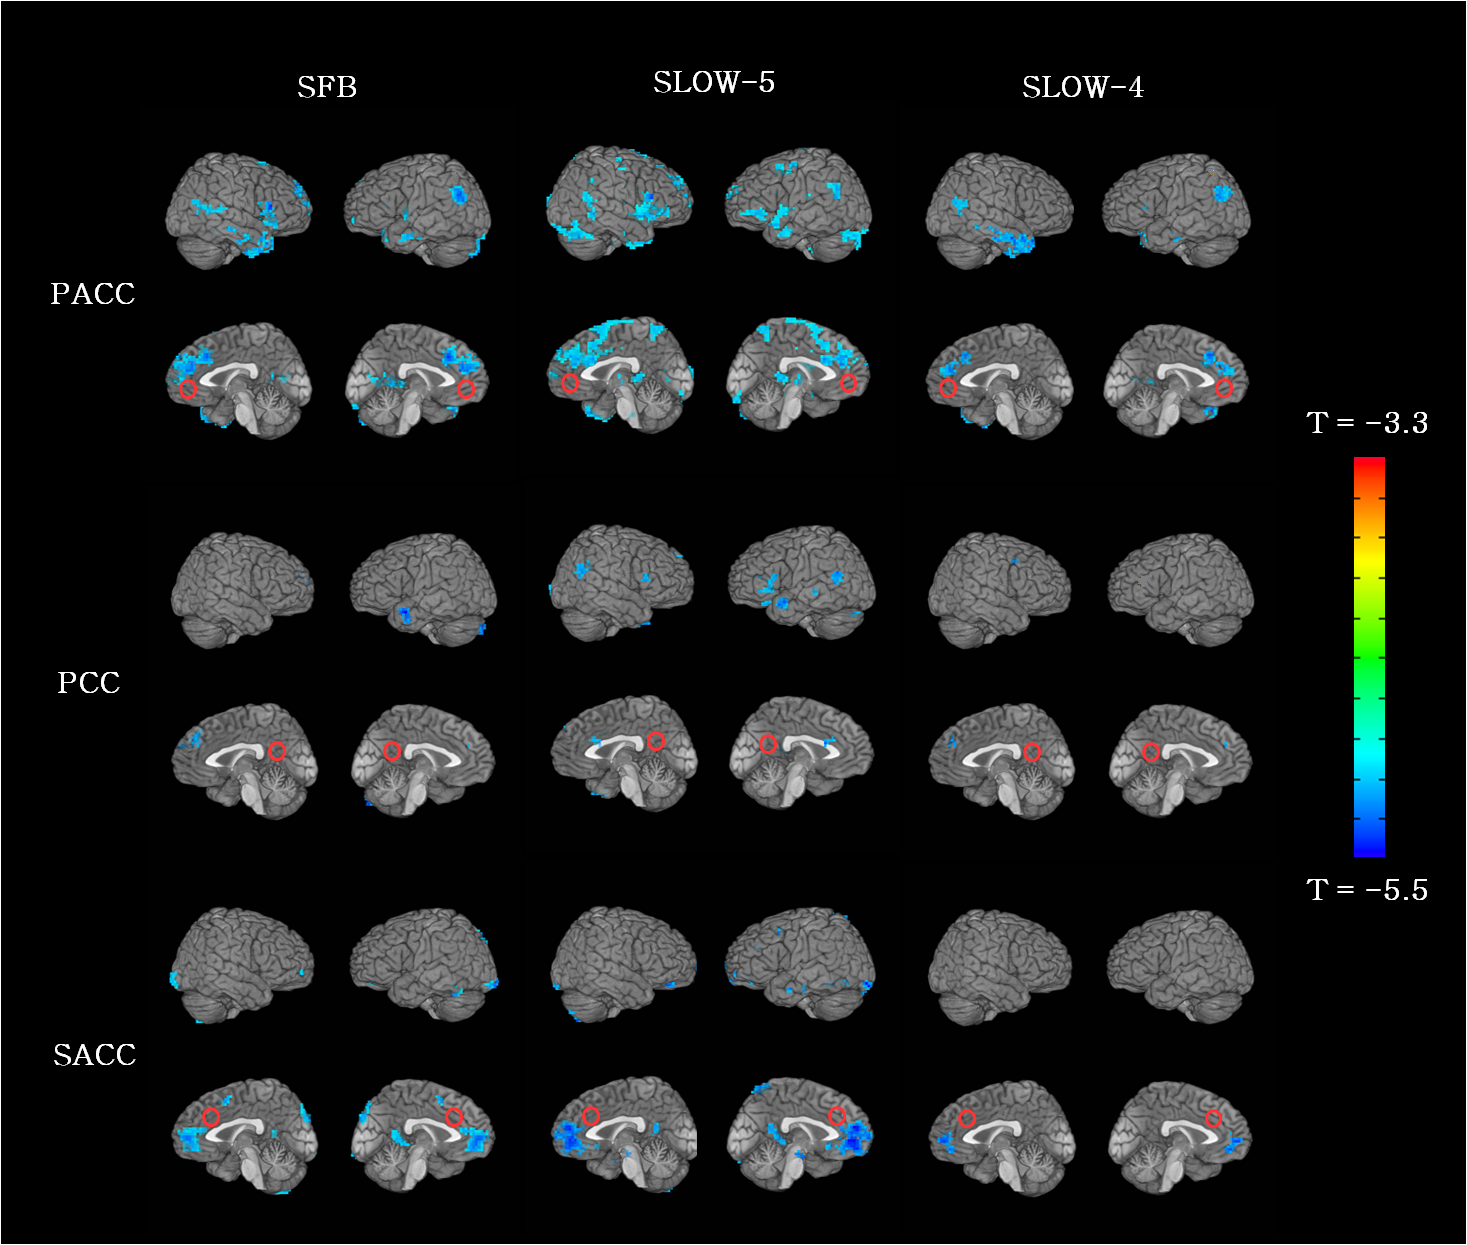 SFB
SLOW-5
SLOW-4
PACC
T = -3.3
PCC
T = -5.5
SACC